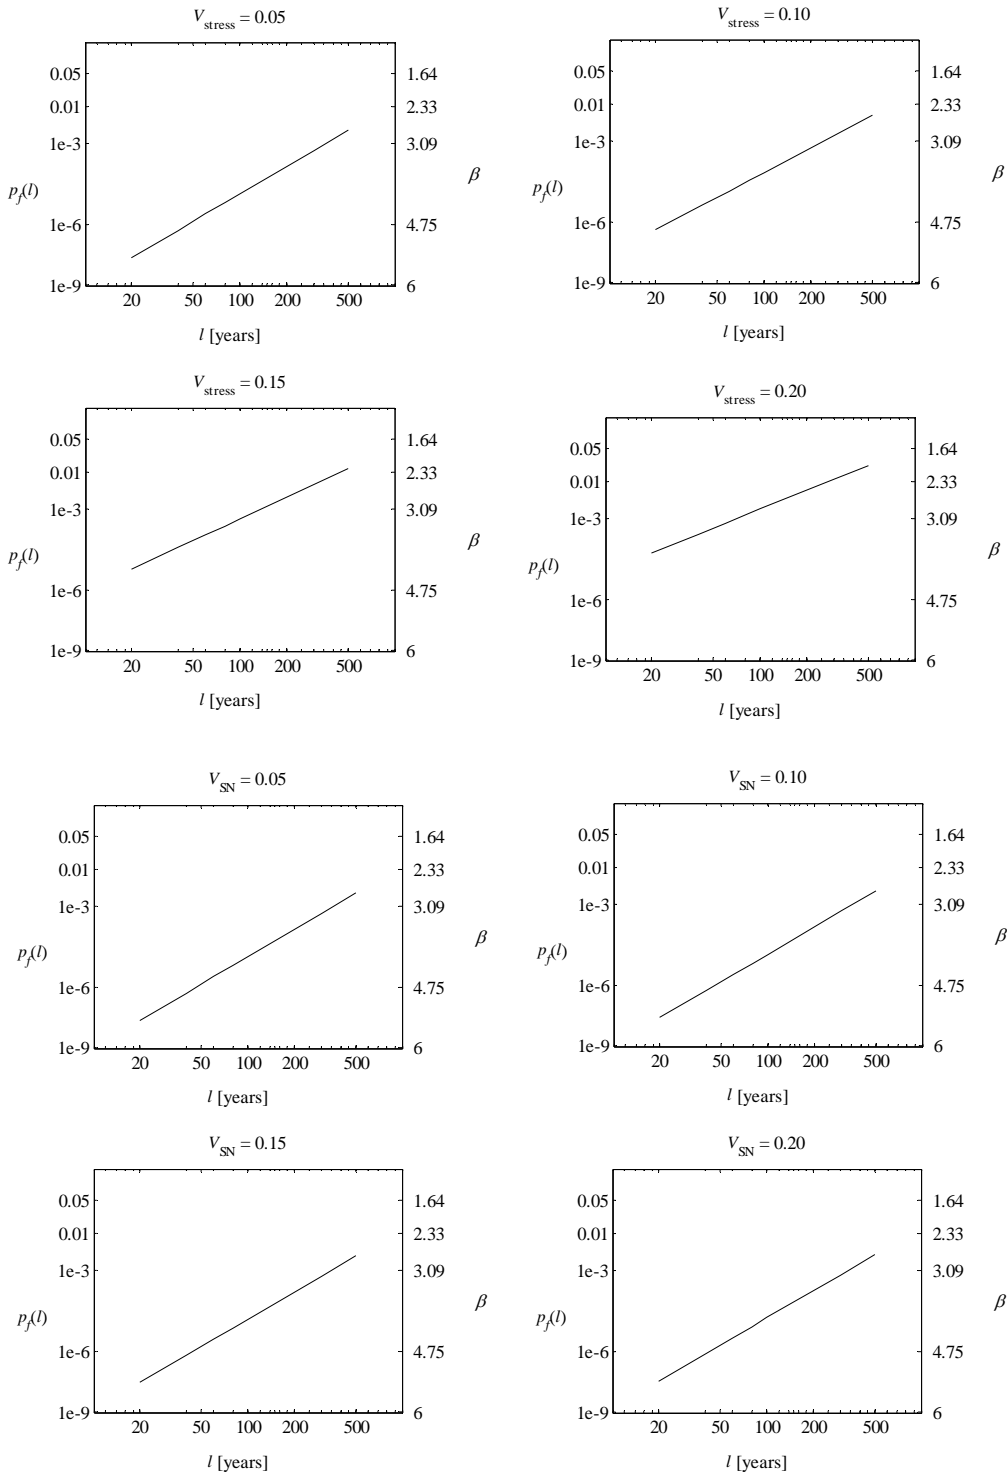 V_stress = 0.05
0.05
0.01
1e-3
1e-6
1e-9
p_f(l)
1.64
2.33
3.09
4.75
6
β
20 50 100 200 500
l [years]
V_stress = 0.10
0.05
0.01
1e-3
1e-6
1e-9
p_f(l)
1.64
2.33
3.09
4.75
6
β
20 50 100 200 500
l [years]
V_stress = 0.15
0.05
0.01
1e-3
1e-6
1e-9
p_f(l)
1.64
2.33
3.09
4.75
6
β
20 50 100 200 500
l [years]
V_stress = 0.20
0.05
0.01
1e-3
1e-6
1e-9
p_f(l)
1.64
2.33
3.09
4.75
6
β
20 50 100 200 500
l [years]
V_SN = 0.05
0.05
0.01
1e-3
1e-6
1e-9
p_f(l)
1.64
2.33
3.09
4.75
6
β
20 50 100 200 500
l [years]
V_SN = 0.10
0.05
0.01
1e-3
1e-6
1e-9
p_f(l)
1.64
2.33
3.09
4.75
6
β
20 50 100 200 500
l [years]
V_SN = 0.15
0.05
0.01
1e-3
1e-6
1e-9
p_f(l)
1.64
2.33
3.09
4.75
6
β
20 50 100 200 500
l [years]
V_SN = 0.20
0.05
0.01
1e-3
1e-6
1e-9
p_f(l)
1.64
2.33
3.09
4.75
6
β
20 50 100 200 500
l [years]